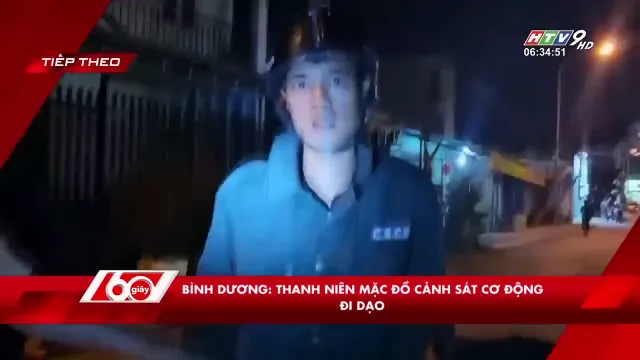 TIẾP THEO
HTV9 HD
06:34:51
CSCĐ
60 giây
BÌNH DƯƠNG: THANH NIÊN MẶC ĐỒ CẢNH SÁT CƠ ĐỘNG
ĐI DẠO